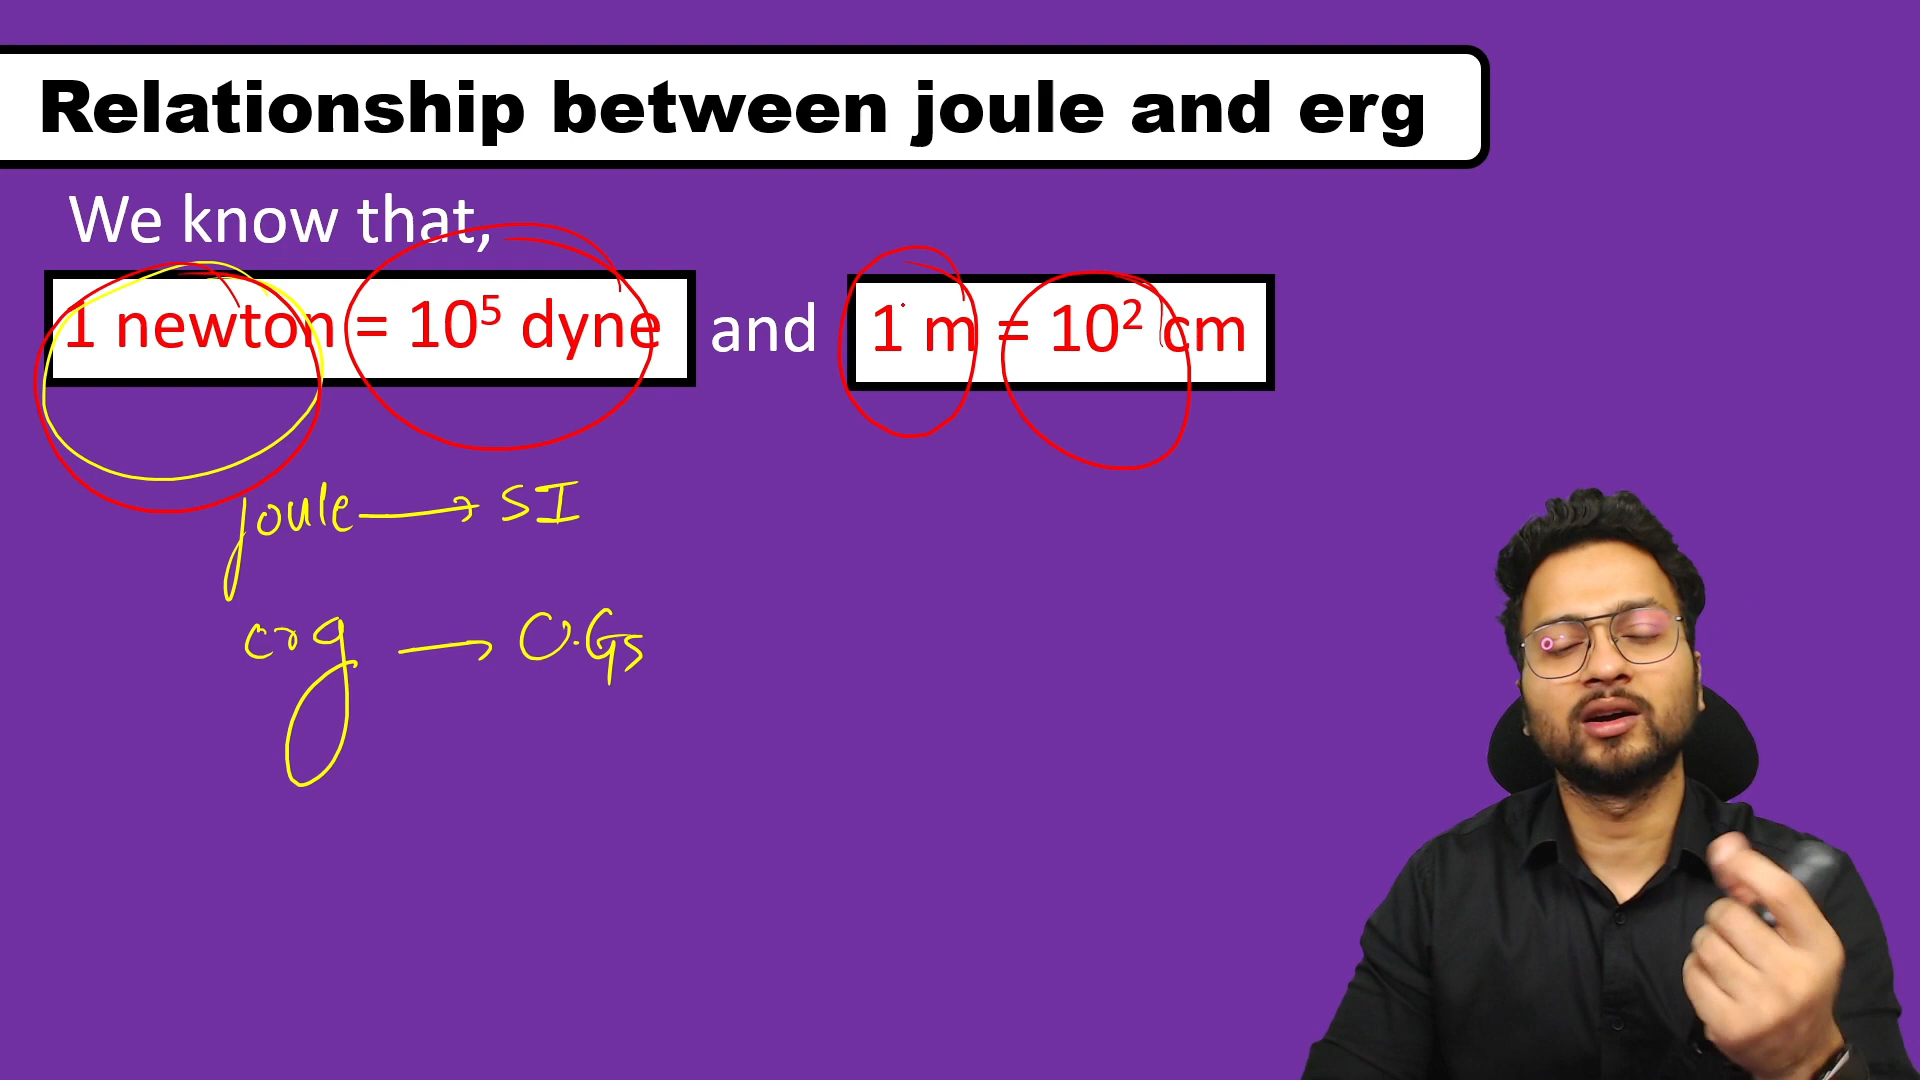 Relationship between joule and erg
We know that,
1 newton = 10⁵ dyne and 1 m = 10² cm
joule → SI
erg → C.GS